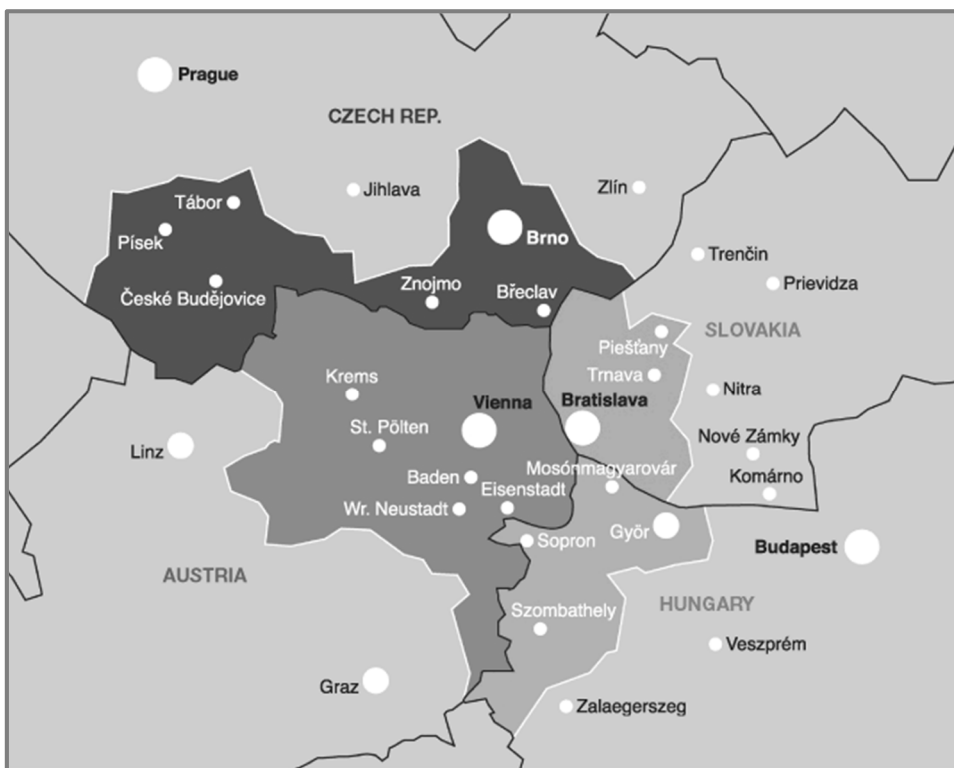 Prague
CZECH REP.
Jihlava
Zlín
Tábor
Písek
Brno
Trenčin
České Budějovice
Znojmo
Břeclav
Prievidza
SLOVAKIA
Piešťany
Krems
Trnava
Nitra
Vienna
Bratislava
St. Pölten
Nové Zámky
Linz
Mosónmagyarovár
Baden
Eisenstadt
Komárno
Wr. Neustadt
Györ
Sopron
Budapest
AUSTRIA
HUNGARY
Szombathely
Veszprém
Graz
Zalaegerszeg